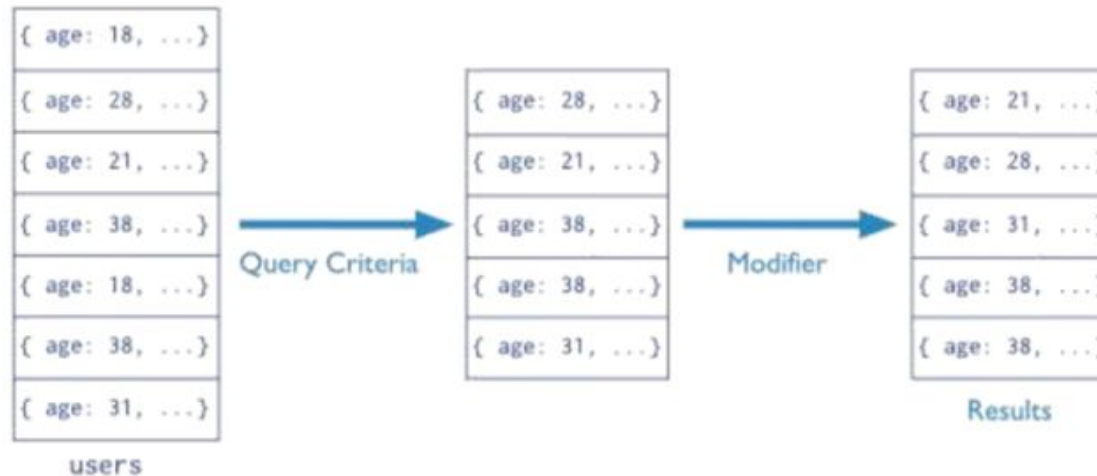 { age: 18, ...}
{ age: 28, ...}
{ age: 21, ...}
{ age: 38, ...}
{ age: 18, ...}
{ age: 38, ...}
{ age: 31, ...}
users
Query Criteria
{ age: 28, ...}
{ age: 21, ...}
{ age: 38, ...}
{ age: 38, ...}
{ age: 31, ...}
Modifier
{ age: 21, ...}
{ age: 28, ...}
{ age: 31, ...}
{ age: 38, ...}
{ age: 38, ...}
Results